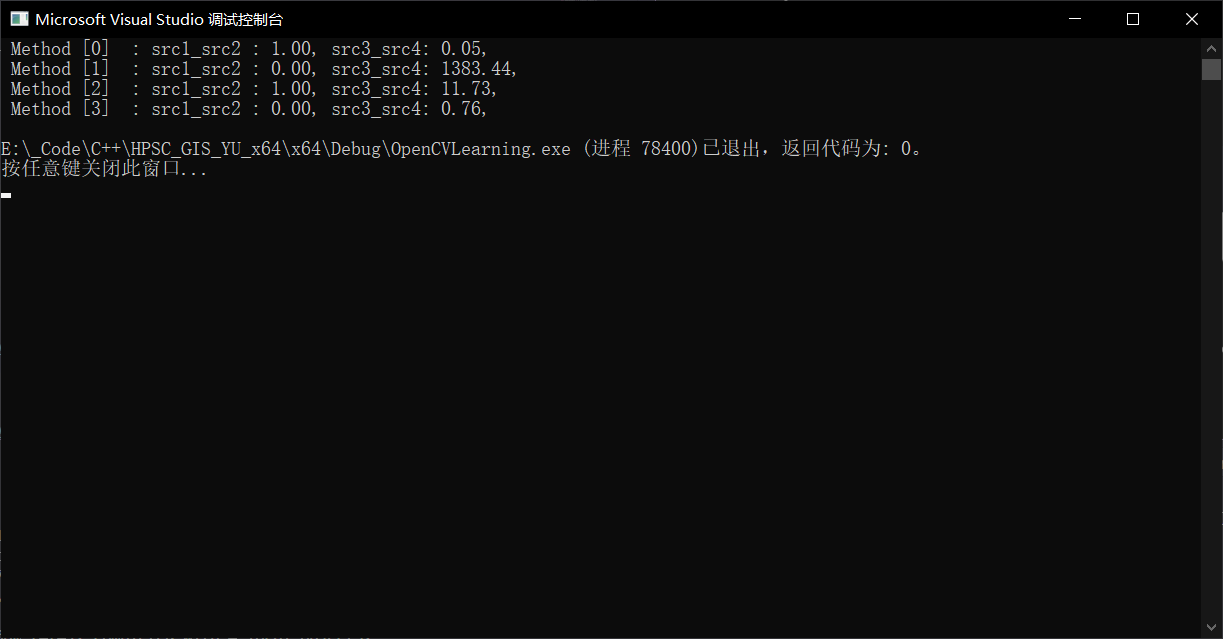 Microsoft Visual Studio 调试控制台
Method [0]  : src1_src2 : 1.00, src3_src4: 0.05,
Method [1]  : src1_src2 : 0.00, src3_src4: 1383.44,
Method [2]  : src1_src2 : 1.00, src3_src4: 11.73,
Method [3]  : src1_src2 : 0.00, src3_src4: 0.76,
E:\_Code\C++\HPSC_GIS_YU_x64\x64\Debug\OpenCVLearning.exe (进程 78400)已退出，返回代码为: 0。
按任意键关闭此窗口...